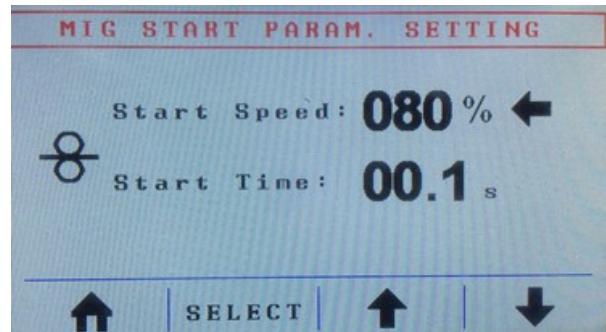 MIG START PARAM. SETTING
Start Speed: 080 %
Start Time: 00.1 s
SELECT